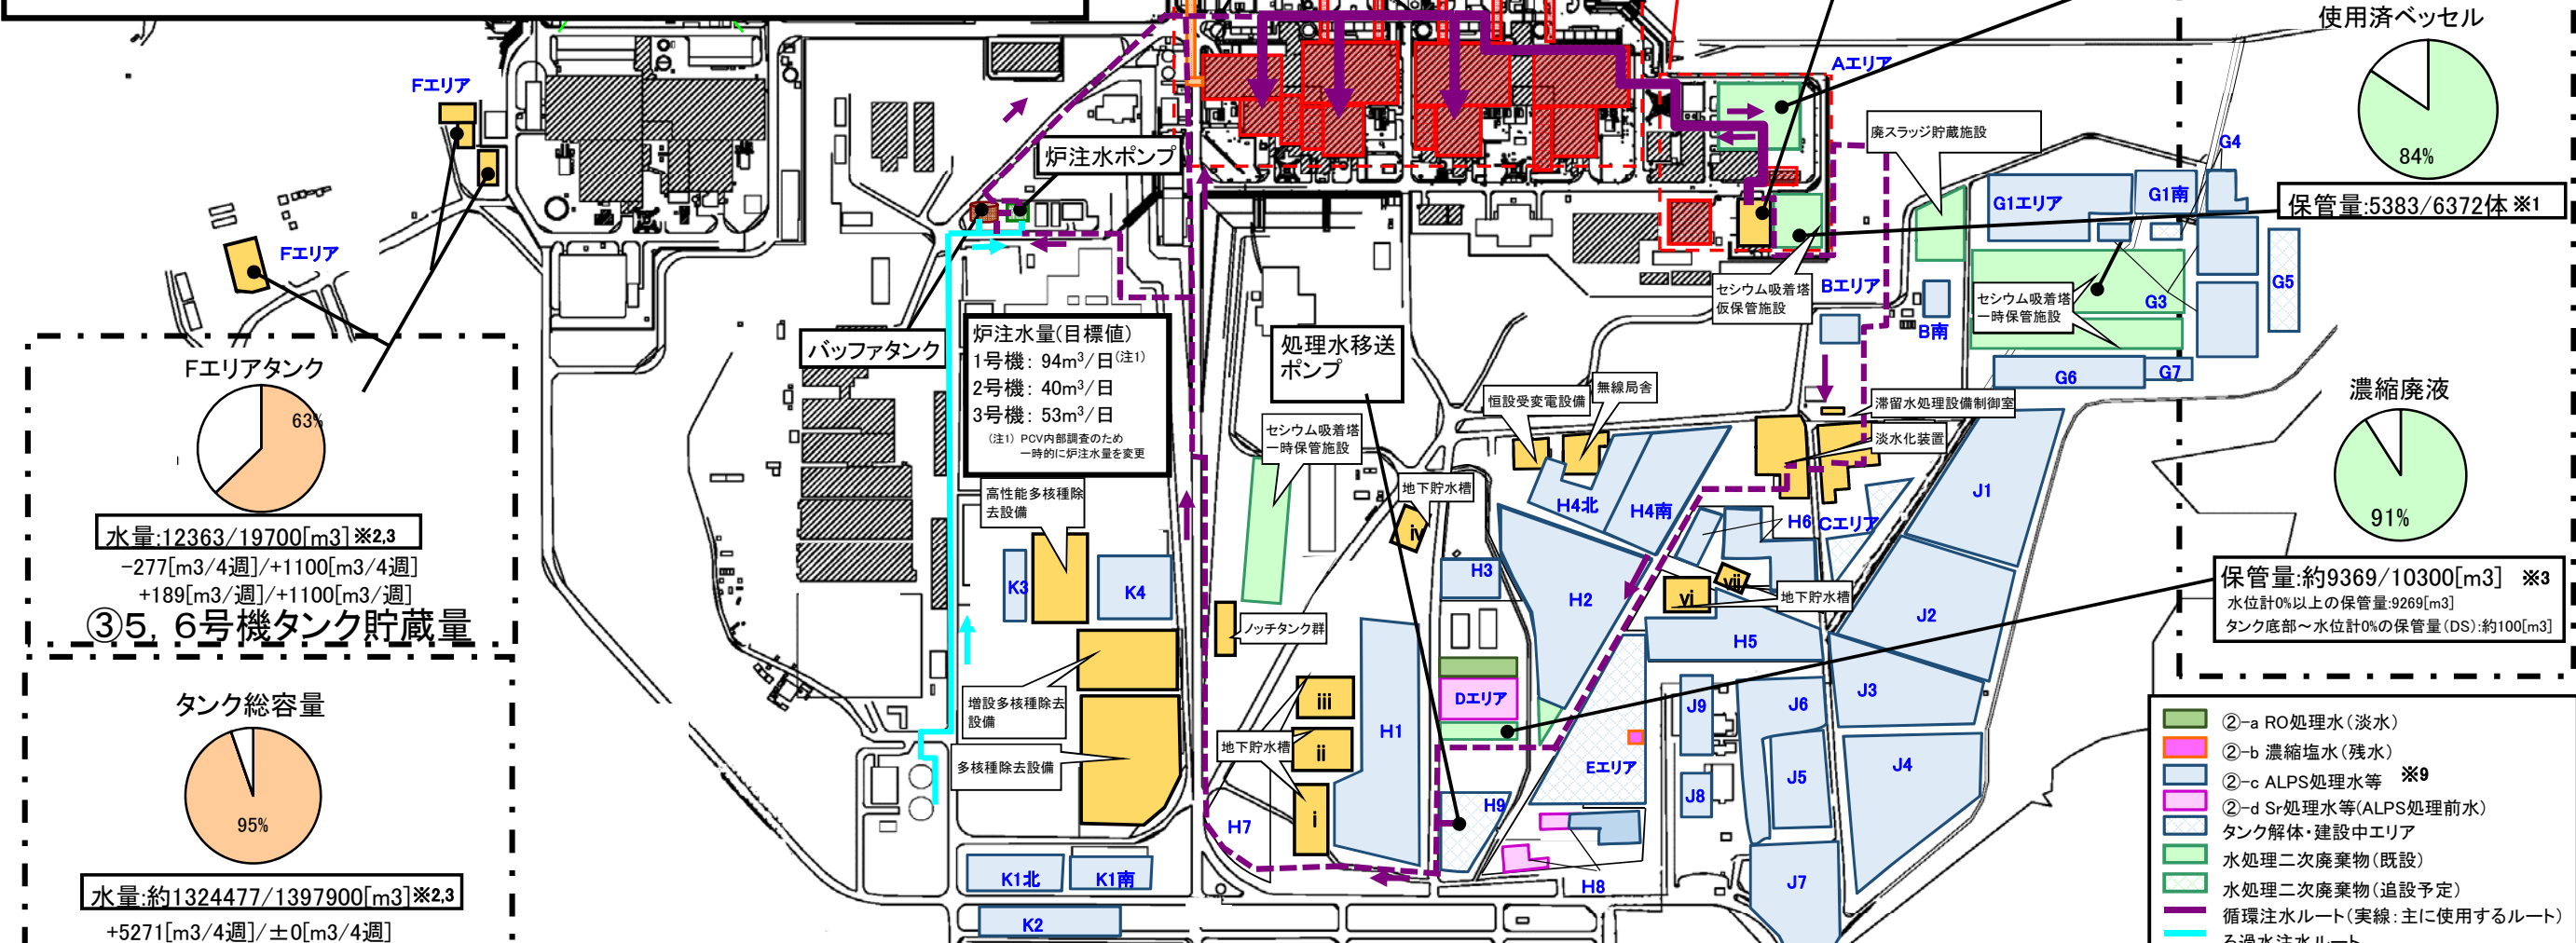 使用済ベッセル
84%
保管量:5383/6372体 ※1
Aエリア
Fエリア
Fエリア
廃スラッジ貯蔵施設
G4
G1エリア
G1南
炉注水ポンプ
セシウム吸着塔
仮保管施設
Bエリア
B南
セシウム吸着塔
一時保管施設
G3
G5
G6
G7
バッファタンク
炉注水量(目標値)
1号機: 94m³/日(注1)
2号機: 40m³/日
3号機: 53m³/日
(注1) PCV内部調査のため
一時的に炉注水量を変更
処理水移送
ポンプ
恒設受変電設備
無線局舎
滞留水処理設備制御室
淡水化装置
Fエリアタンク
63%
水量:12363/19700[m3]※2,3
-277[m3/4週]/+1100[m3/4週]
+189[m3/週]/+1100[m3/週]
③5, 6号機タンク貯蔵量
濃縮廃液
91%
保管量:約9369/10300[m3] ※3
水位計0%以上の保管量:9269[m3]
タンク底部~水位計0%の保管量(DS):約100[m3]
セシウム吸着塔
一時保管施設
地下貯水槽
iv
H4北
H4南
H6
Cエリア
J1
高性能多核種除
去設備
K3
K4
H3
H2
vi
vii
地下貯水槽
J2
ノッチタンク群
H5
増設多核種除去
設備
多核種除去設備
iii
ii
i
地下貯水槽
H1
Dエリア
J9
J6
J3
Eエリア
J5
J4
J8
H9
H7
H8
J7
K1北
K1南
K2
タンク総容量
95%
水量:約1324477/1397900[m3]※2,3
+5271[m3/4週]/±0[m3/4週]
②-a RO処理水(淡水)
②-b 濃縮塩水(残水)
②-c ALPS処理水等 ※9
②-d Sr処理水等(ALPS処理前水)
タンク解体・建設中エリア
水処理二次廃棄物(既設)
水処理二次廃棄物(追設予定)
循環注水ルート(実線:主に使用するルート)
ろ過水注水ルート